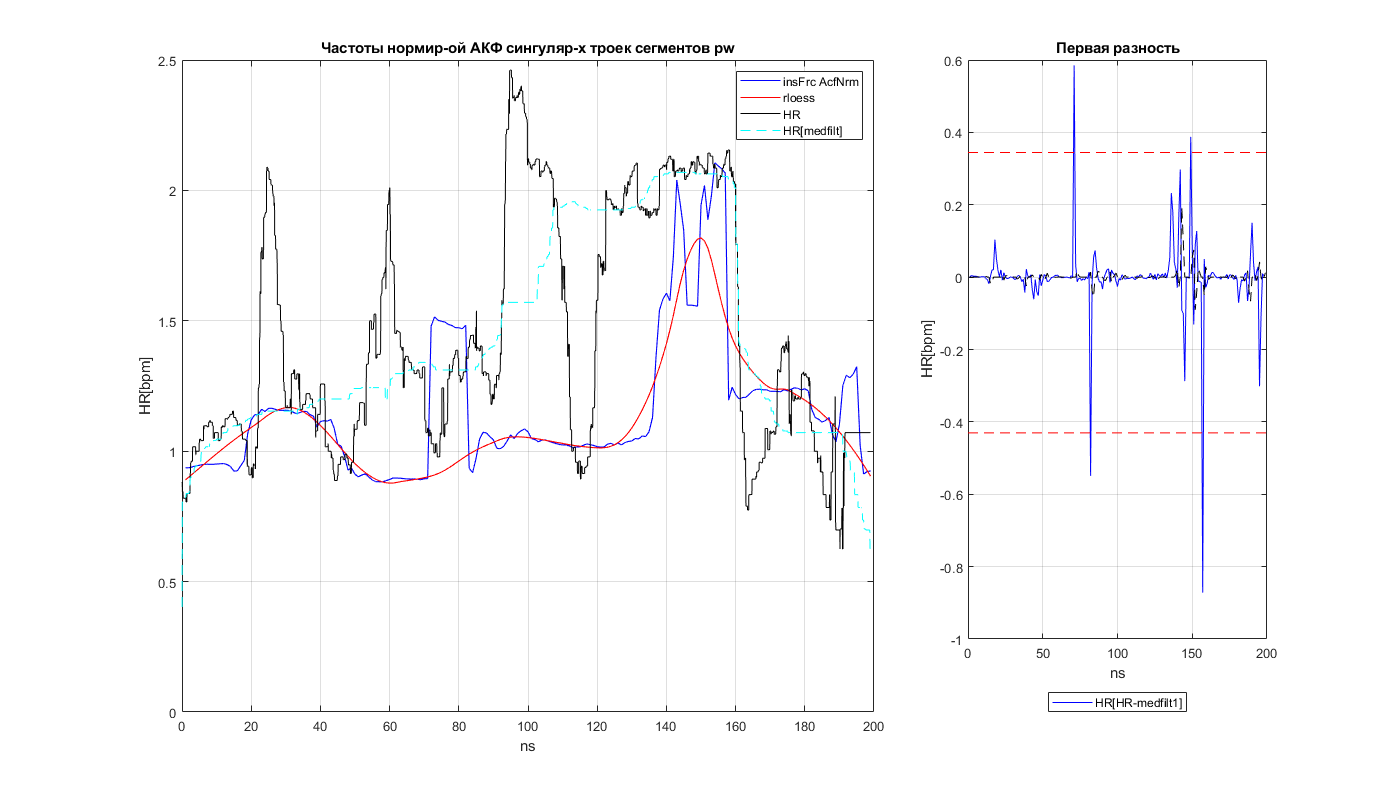 Частоты нормир-ой АКФ сингуляр-х троек сегментов pw
Первая разность
insFrc AcfNrm
rloess
HR
HR[medfilt]
HR[bpm]
2.5
2
1.5
1
0.5
0
0 20 40 60 80 100 120 140 160 180 200
ns
HR[bpm]
0.6
0.4
0.2
0
-0.2
-0.4
-0.6
-0.8
-1
0 50 100 150 200
ns
HR[HR-medfilt1]